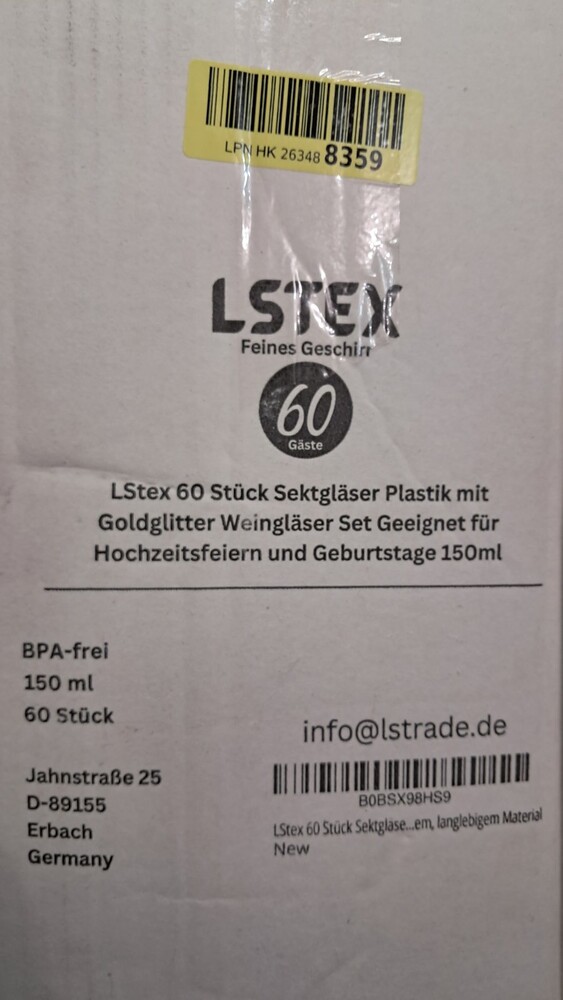 LPN HK 26348 8359
LSTEX
Feines Geschirr
60
Gäste
LStex 60 Stück Sektgläser Plastik mit
Goldglitter Weingläser Set Geeignet für
Hochzeitsfeiern und Geburtstage 150ml
BPA-frei
150 ml
60 Stück
Jahnstraße 25
D-89155
Erbach
Germany
info@lstrade.de
B0BSX98HS9
LStex 60 Stück Sektgläse...em, langlebigem Material
New